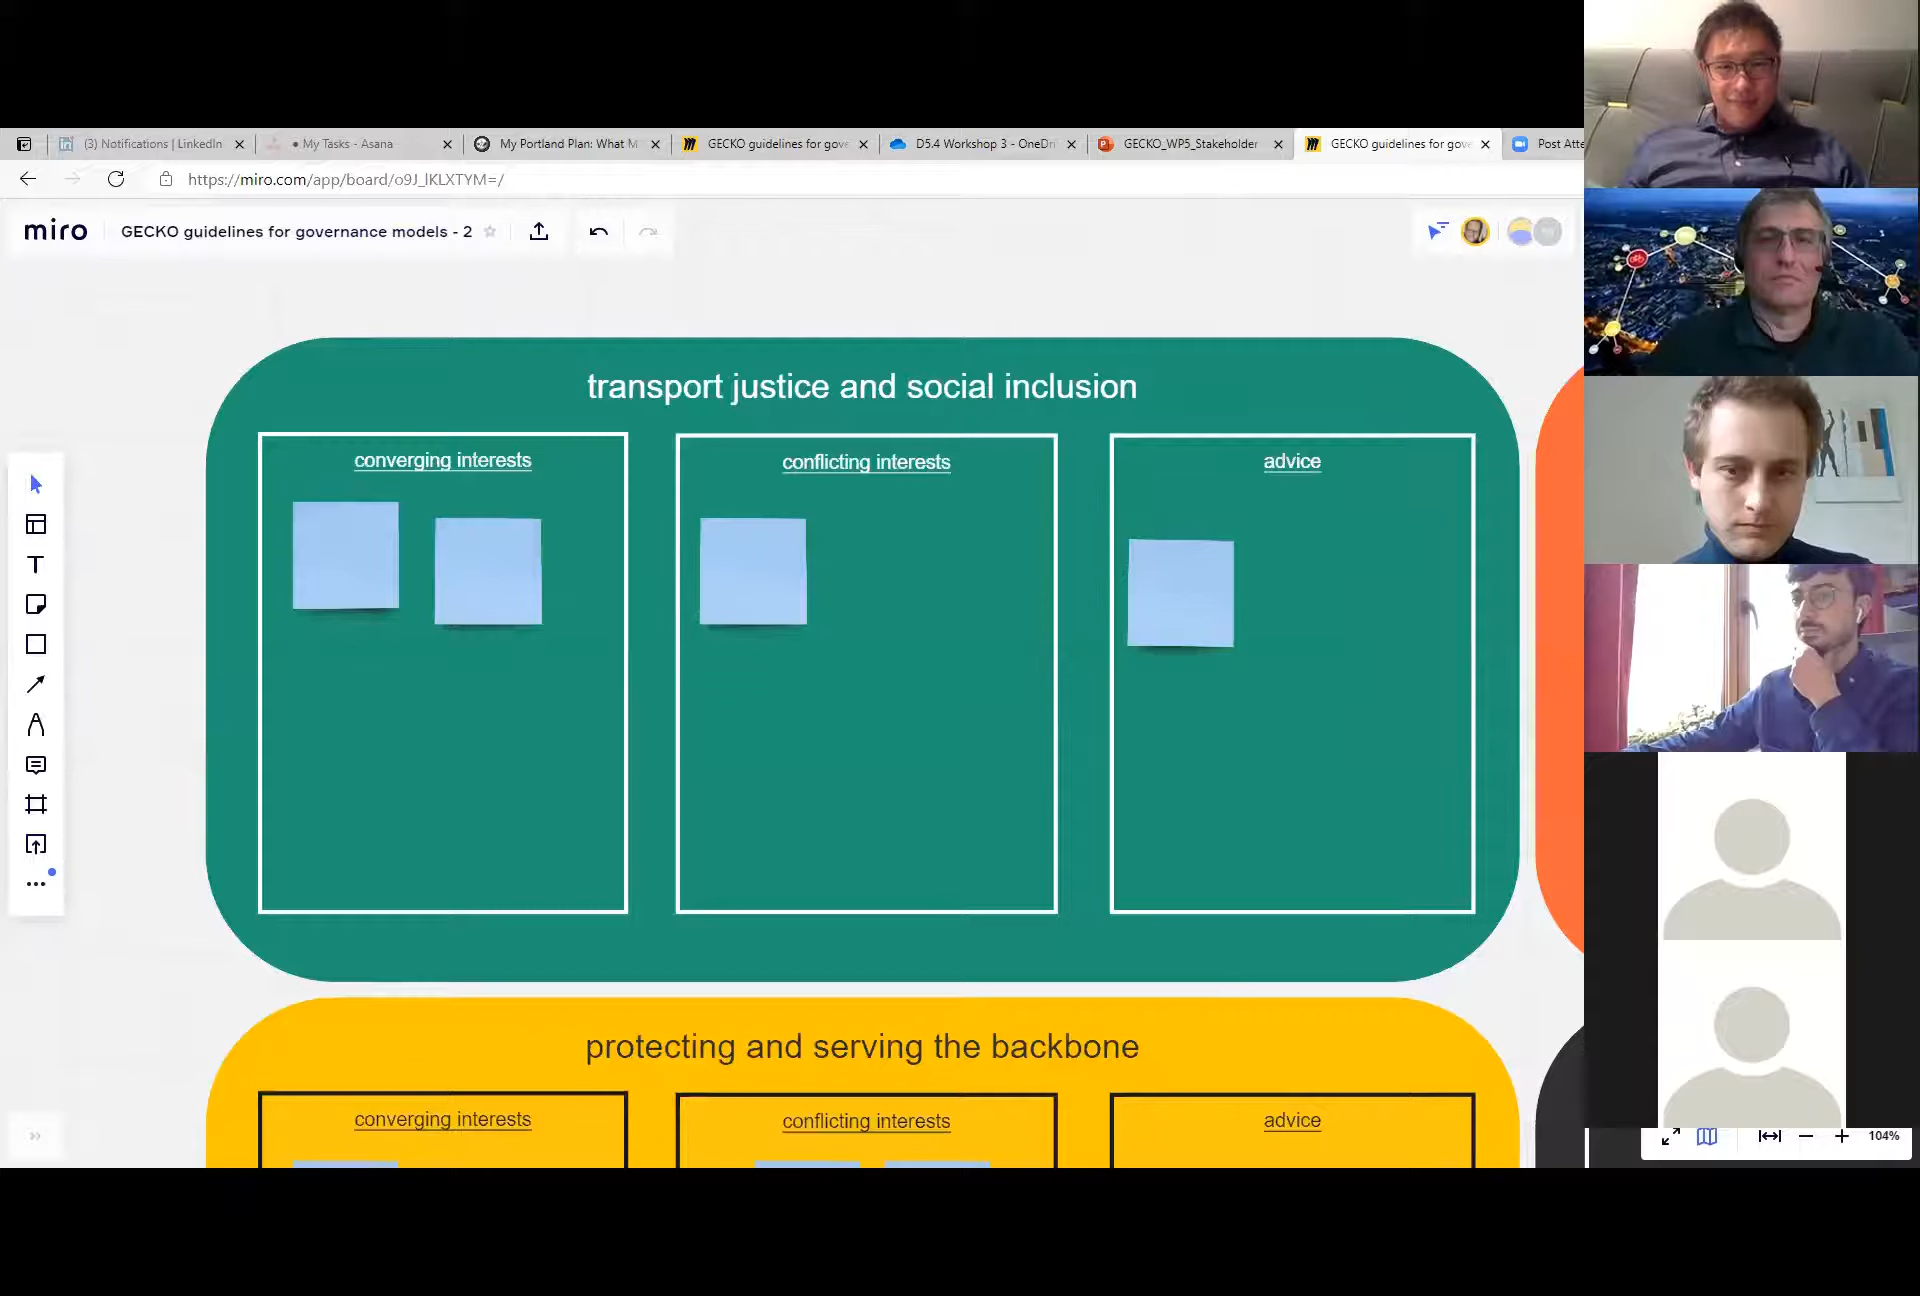 (3) Notifications | LinkedIn
My Tasks - Asana
My Portland Plan: What M
GECKO guidelines for gove
D5.4 Workshop 3 - OneDri
GECKO_WP5_Stakeholder
GECKO guidelines for gove
Post Atte
https://miro.com/app/board/o9J_lKLXTYM=/
miro
GECKO guidelines for governance models - 2
transport justice and social inclusion
converging interests
conflicting interests
advice
protecting and serving the backbone
converging interests
conflicting interests
advice
104%